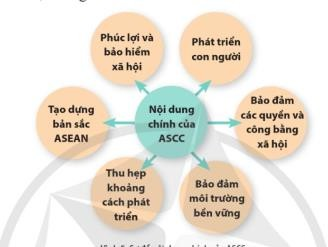 Phúc lợi và
bảo hiểm
xã hội
Phát triển
con người
Tạo dựng
bản sắc
ASEAN
Nội dung
chính của
ASCC
Bảo đảm
các quyền và
công bằng
xã hội
Thu hẹp
khoảng
cách phát
triển
Bảo đảm
môi trường
bền vững